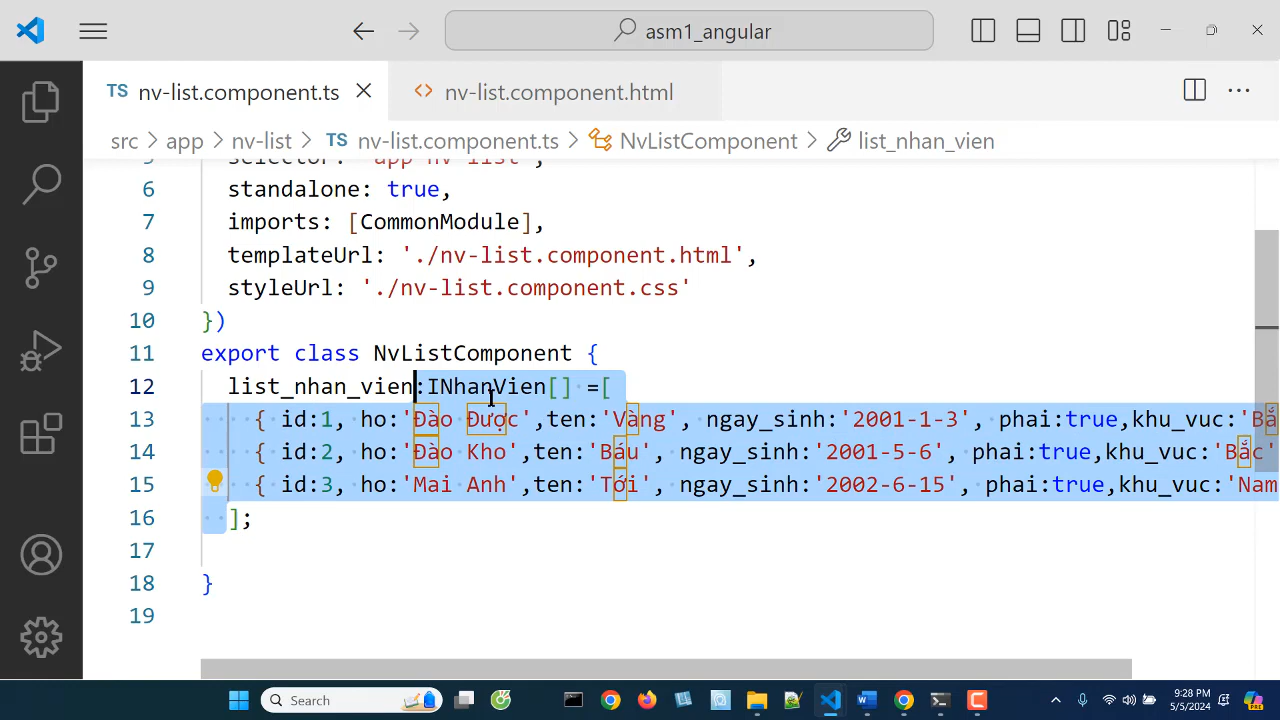 asm1_angular
TS nv-list.component.ts
<> nv-list.component.html
src > app > nv-list > TS nv-list.component.ts > NvListComponent > list_nhan_vien
6 standalone: true,
7 imports: [CommonModule],
8 templateUrl: './nv-list.component.html',
9 styleUrl: './nv-list.component.css'
10 })
11 export class NvListComponent {
12 list_nhan_vien:INhanVien[] =[
13 { id:1, ho:'Đào Được',ten:'Vàng', ngay_sinh:'2001-1-3', phai:true,khu_vuc:'Bắ
14 { id:2, ho:'Đào Kho',ten:'Báu', ngay_sinh:'2001-5-6', phai:true,khu_vuc:'Bắc'
15 { id:3, ho:'Mai Anh',ten:'Tới', ngay_sinh:'2002-6-15', phai:true,khu_vuc:'Nam
16 ];
17
18 }
19
Search
9:28 PM
5/5/2024